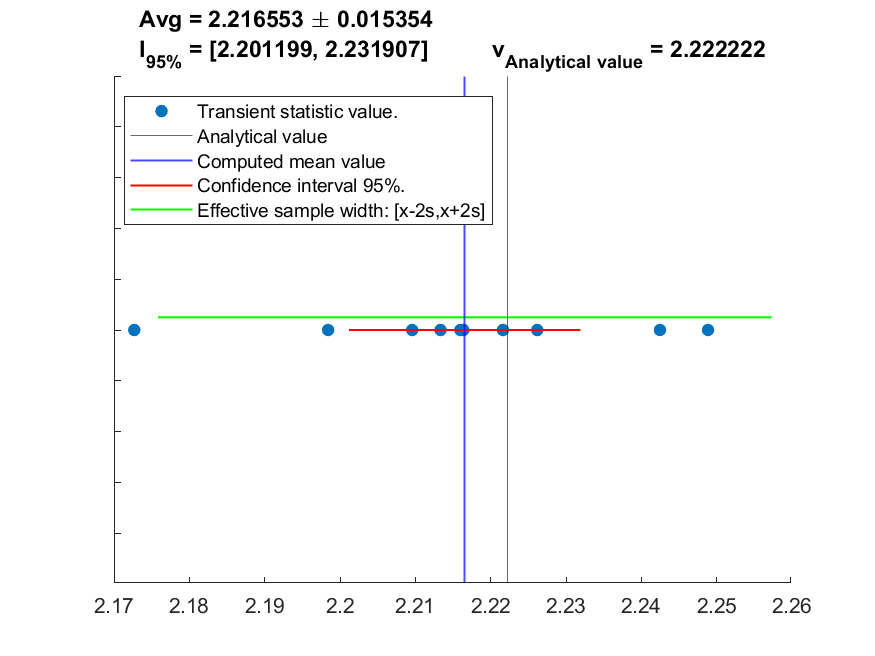 Avg = 2.216553 ± 0.015354
I95% = [2.201199, 2.231907] vAnalytical value = 2.222222
Transient statistic value.
Analytical value
Computed mean value
Confidence interval 95%.
Effective sample width: [x-2s,x+2s]
2.17 2.18 2.19 2.2 2.21 2.22 2.23 2.24 2.25 2.26